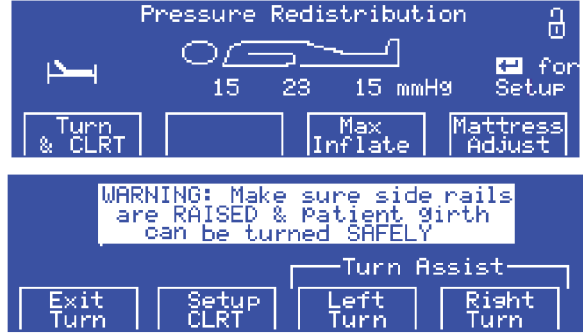 Pressure Redistribution
↵ for
15 23 15 mmHg Setup
Turn Max Mattress
& CLRT Inflate Adjust
WARNING: Make sure side rails
are RAISED & Patient girth
can be turned SAFELY
Turn Assist
Exit Setup Left Right
Turn CLRT Turn Turn